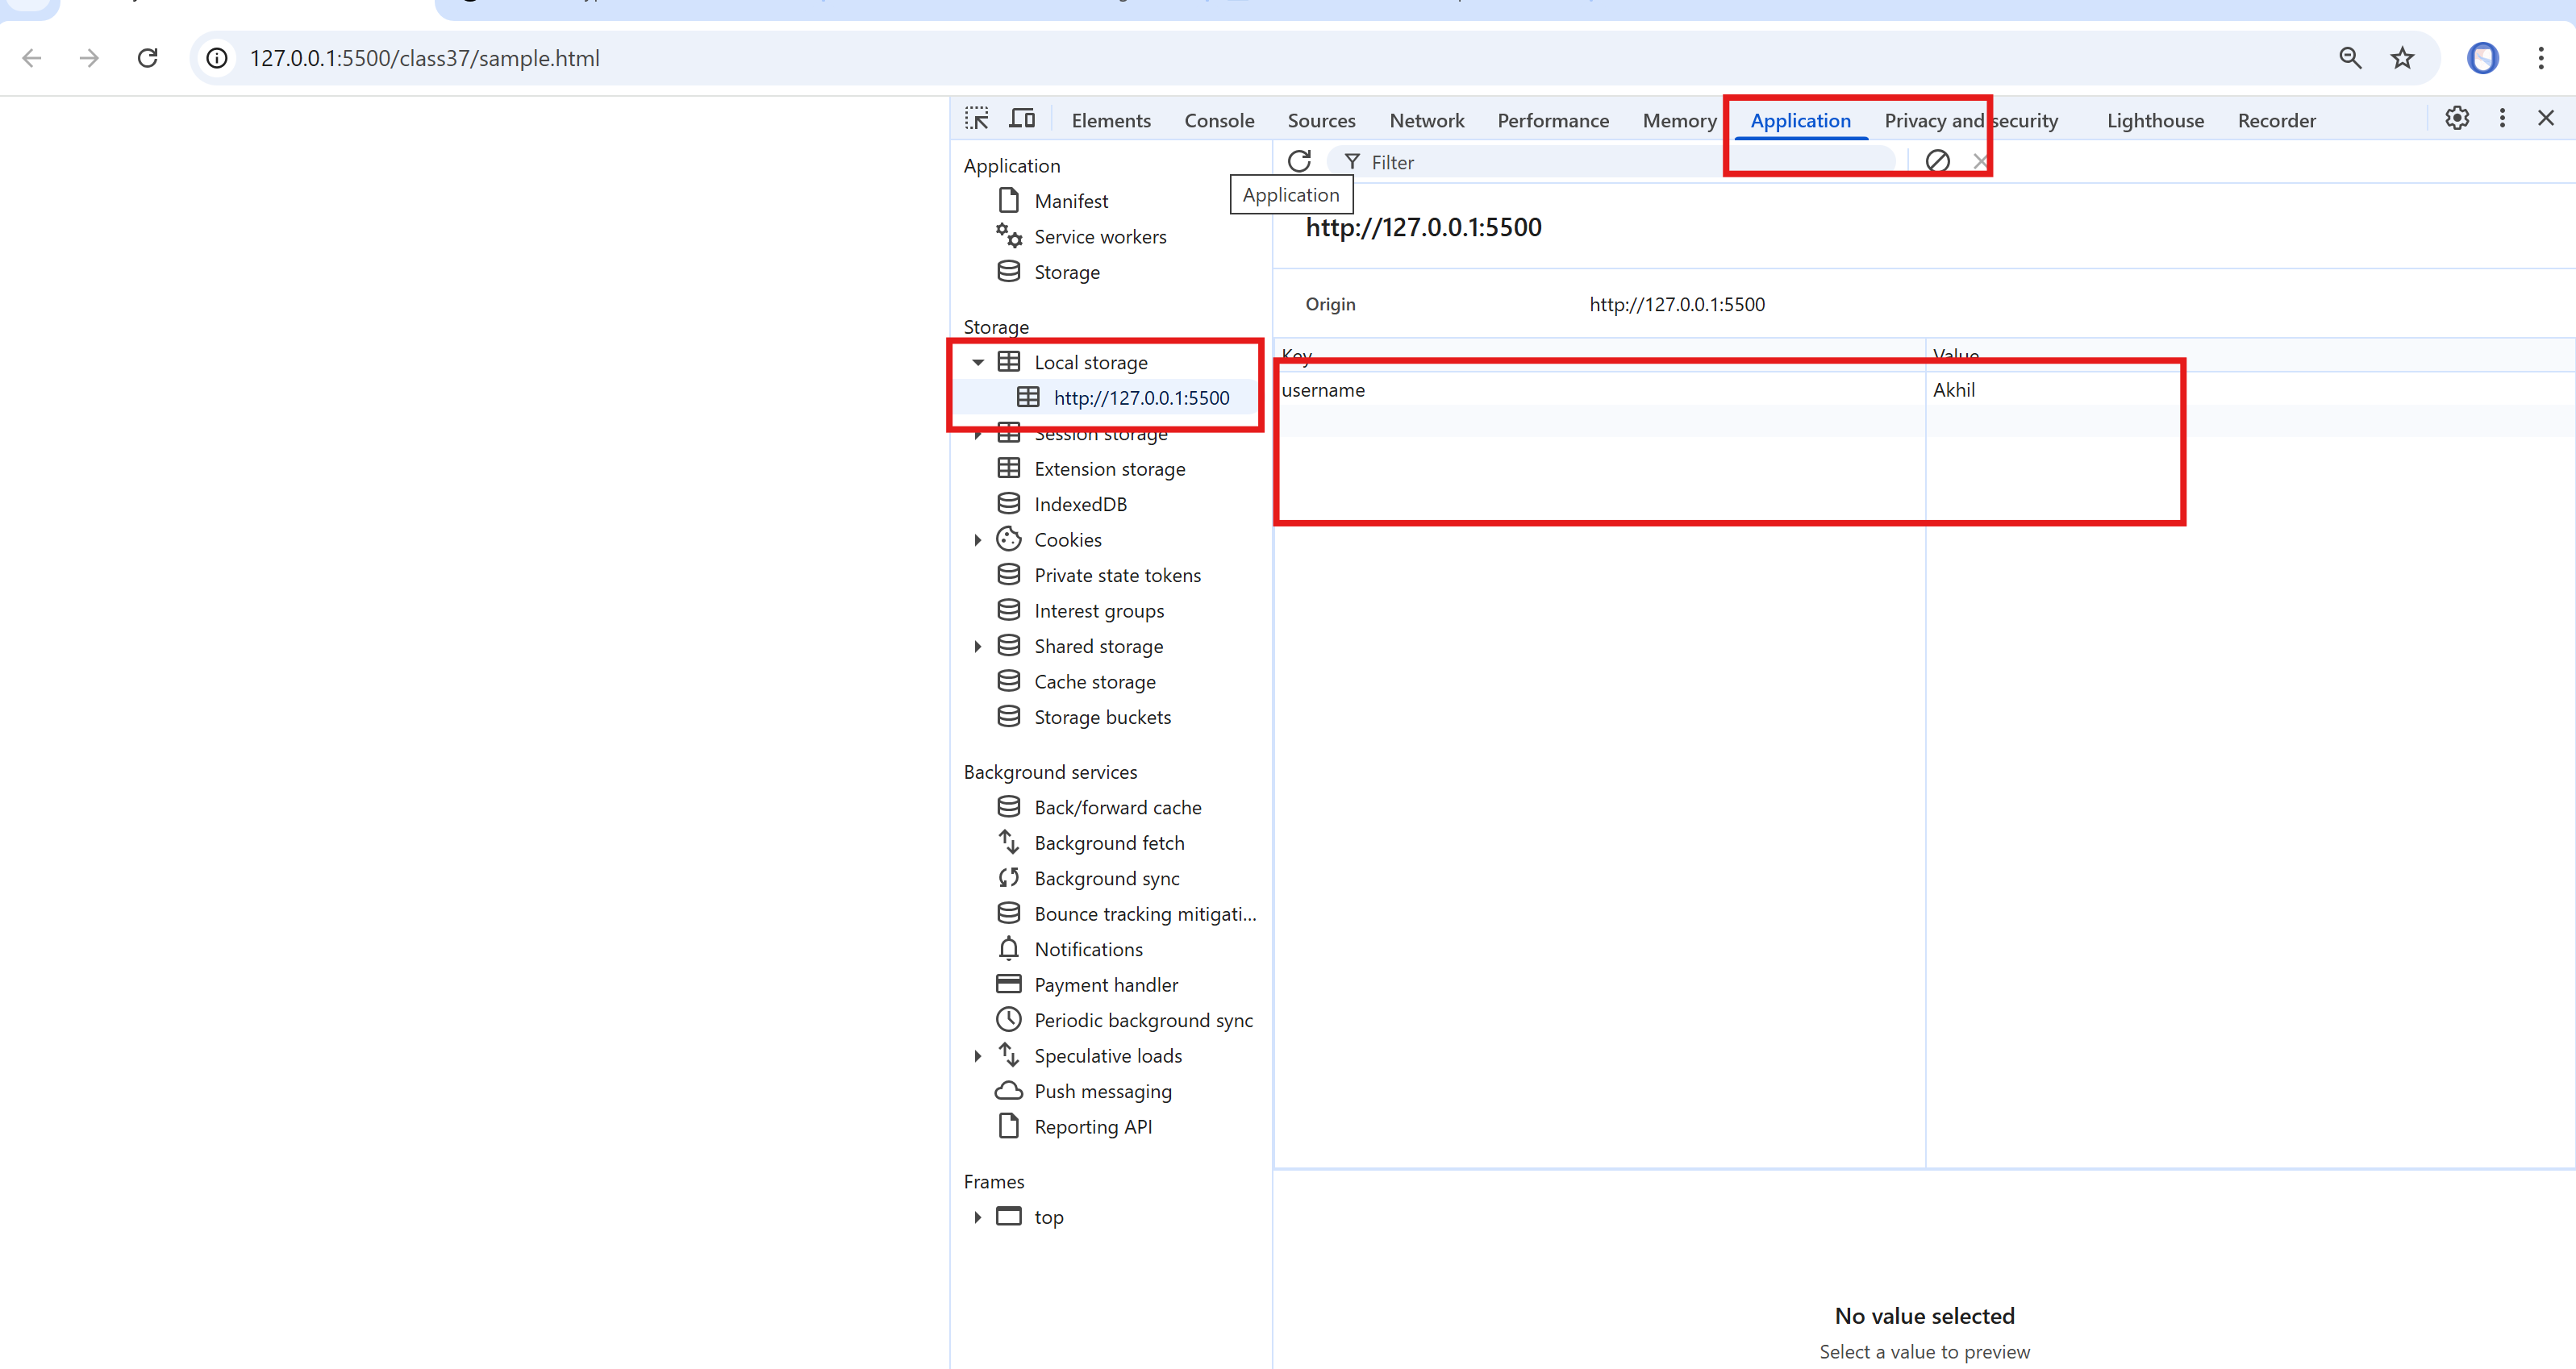 127.0.0.1:5500/class37/sample.html
Elements Console Sources Network Performance Memory Application Privacy and security Lighthouse Recorder
Filter
Application
Application
Manifest
Service workers
Storage
http://127.0.0.1:5500
Origin http://127.0.0.1:5500
Storage
Local storage
http://127.0.0.1:5500
Session storage
Extension storage
IndexedDB
Cookies
Private state tokens
Interest groups
Shared storage
Cache storage
Storage buckets
Key Value
username Akhil
Background services
Back/forward cache
Background fetch
Background sync
Bounce tracking mitigati...
Notifications
Payment handler
Periodic background sync
Speculative loads
Push messaging
Reporting API
Frames
top
No value selected
Select a value to preview